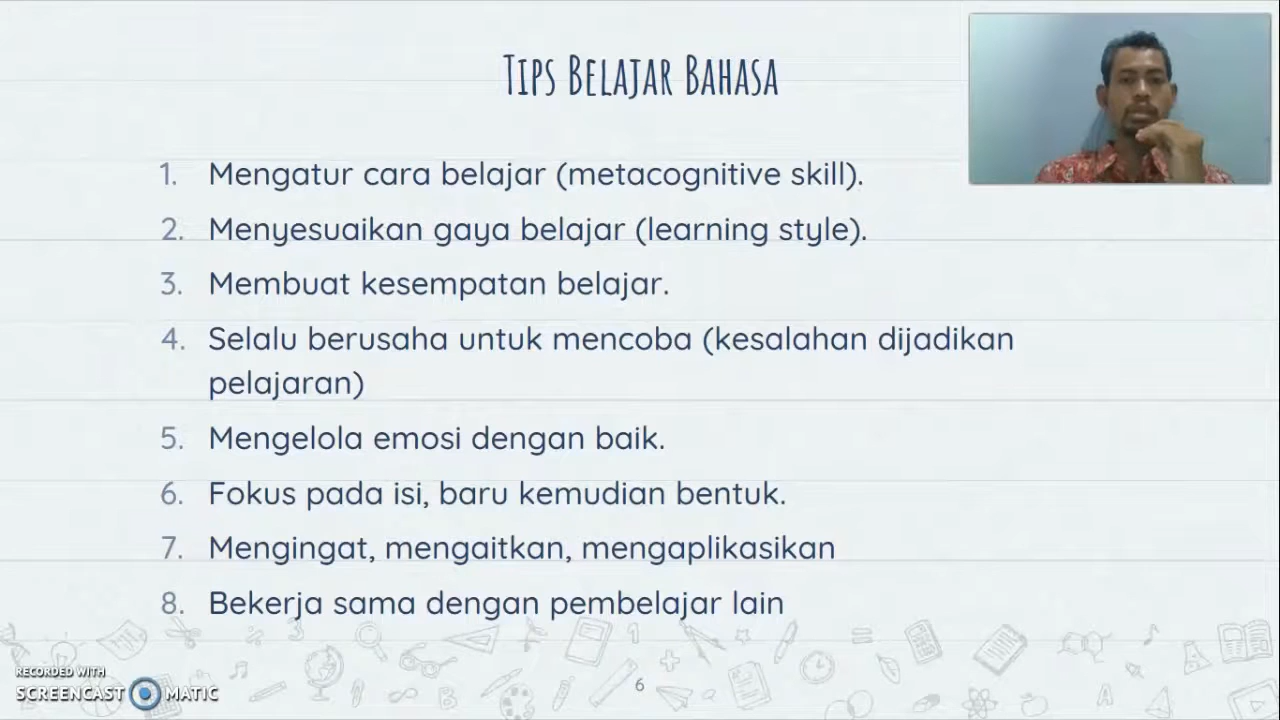 Tips Belajar Bahasa
1. Mengatur cara belajar (metacognitive skill).
2. Menyesuaikan gaya belajar (learning style).
3. Membuat kesempatan belajar.
4. Selalu berusaha untuk mencoba (kesalahan dijadikan
pelajaran)
5. Mengelola emosi dengan baik.
6. Fokus pada isi, baru kemudian bentuk.
7. Mengingat, mengaitkan, mengaplikasikan
8. Bekerja sama dengan pembelajar lain
RECORDED WITH
SCREENCAST MATIC
6